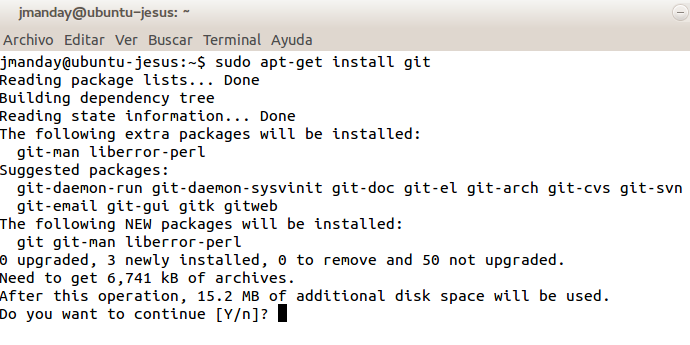 jmanday@ubuntu-jesus: ~
Archivo Editar Ver Buscar Terminal Ayuda
jmanday@ubuntu-jesus:~$ sudo apt-get install git
Reading package lists... Done
Building dependency tree
Reading state information... Done
The following extra packages will be installed:
  git-man liberror-perl
Suggested packages:
  git-daemon-run git-daemon-sysvinit git-doc git-el git-arch git-cvs git-svn
  git-email git-gui gitk gitweb
The following NEW packages will be installed:
  git git-man liberror-perl
0 upgraded, 3 newly installed, 0 to remove and 50 not upgraded.
Need to get 6,741 kB of archives.
After this operation, 15.2 MB of additional disk space will be used.
Do you want to continue [Y/n]?